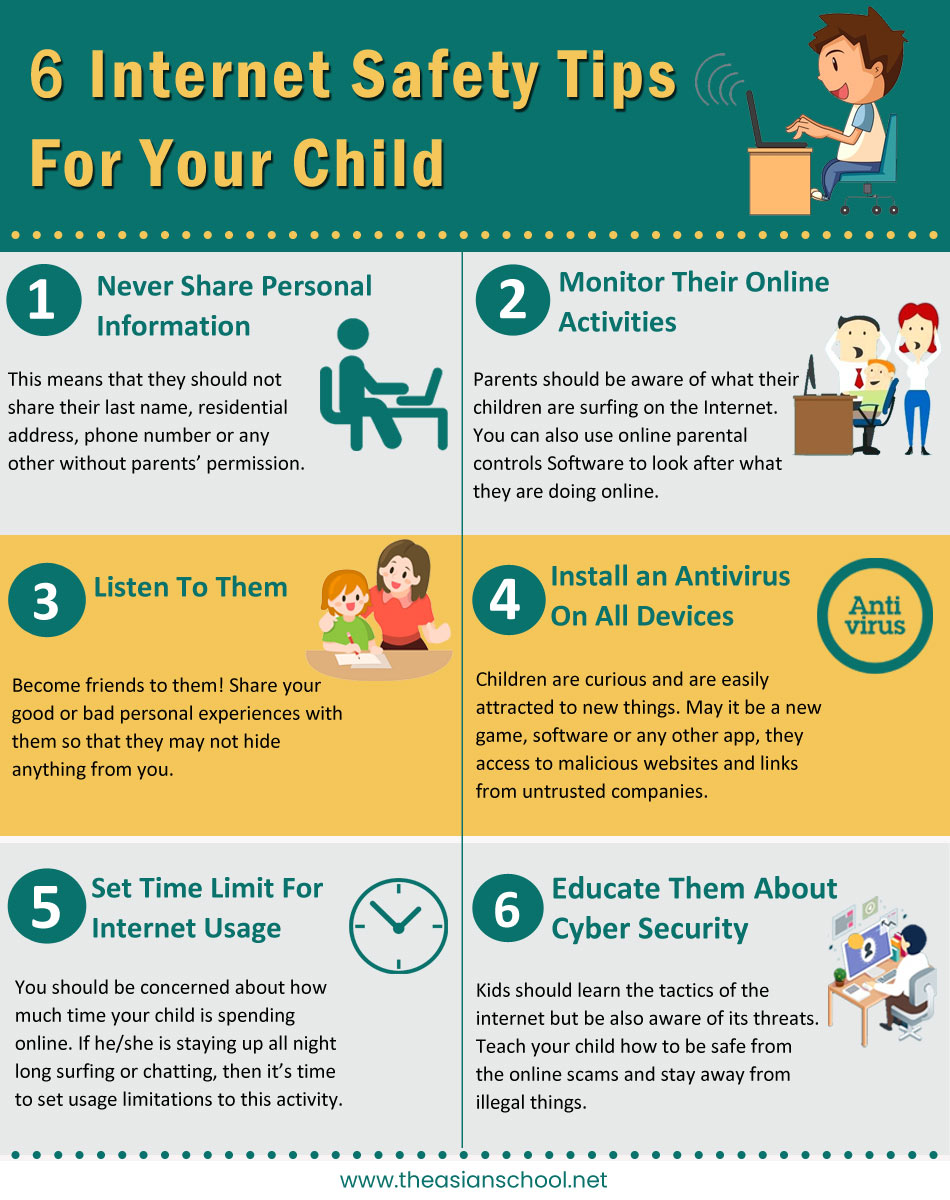 6 Internet Safety Tips
For Your Child
1
Never Share Personal
Information
This means that they should not
share their last name, residential
address, phone number or any
other without parents’ permission.
2
Monitor Their Online
Activities
Parents should be aware of what their
children are surfing on the Internet.
You can also use online parental
controls Software to look after what
they are doing online.
3
Listen To Them
Become friends to them! Share your
good or bad personal experiences with
them so that they may not hide
anything from you.
4
Install an Antivirus
On All Devices
Anti
virus
Children are curious and are easily
attracted to new things. May it be a new
game, software or any other app, they
access to malicious websites and links
from untrusted companies.
5
Set Time Limit For
Internet Usage
You should be concerned about how
much time your child is spending
online. If he/she is staying up all night
long surfing or chatting, then it’s time
to set usage limitations to this activity.
6
Educate Them About
Cyber Security
Kids should learn the tactics of the
internet but be also aware of its threats.
Teach your child how to be safe from
the online scams and stay away from
illegal things.
www.theasianschool.net